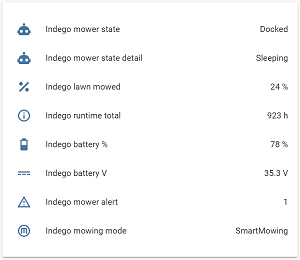 Indego mower state Docked
Indego mower state detail Sleeping
Indego lawn mowed 24 %
Indego runtime total 923 h
Indego battery % 78 %
Indego battery V 35.3 V
Indego mower alert 1
Indego mowing mode SmartMowing